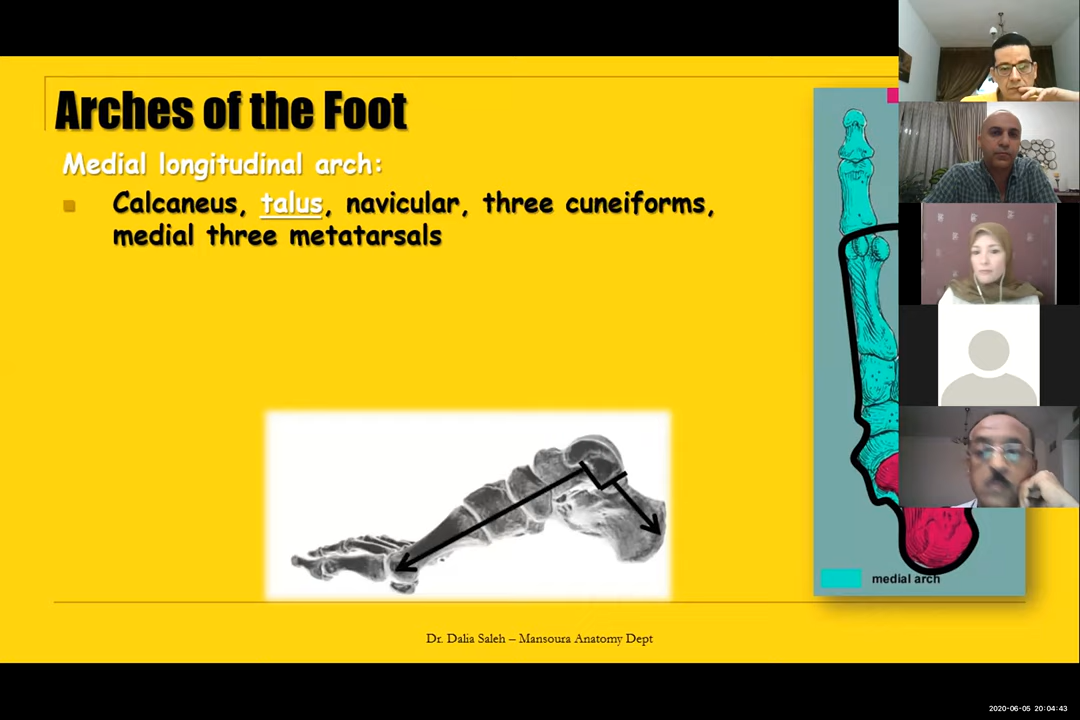 Arches of the Foot
Medial longitudinal arch:
Calcaneus, talus, navicular, three cuneiforms,
medial three metatarsals
medial arch
Dr. Dalia Saleh – Mansoura Anatomy Dept
2020-06-05 20:04:43